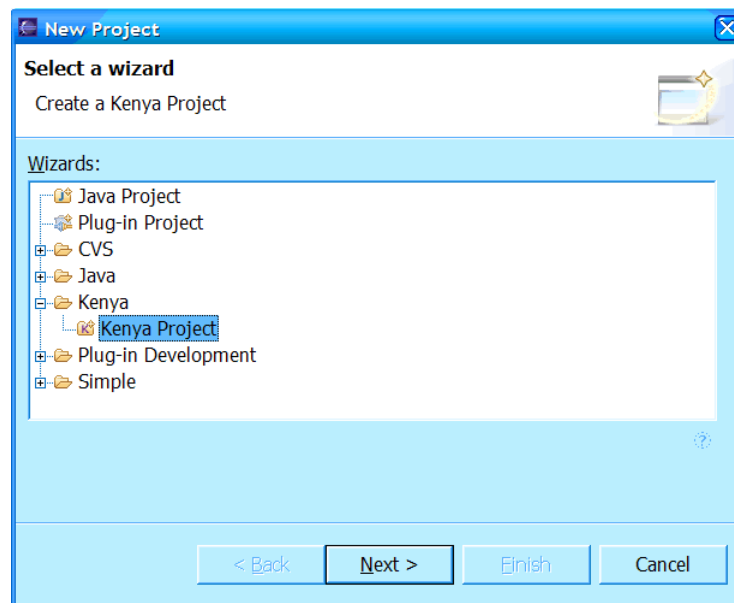 New Project
Select a wizard
Create a Kenya Project
Wizards:
Java Project
Plug-in Project
CVS
Java
Kenya
Kenya Project
Plug-in Development
Simple
< Back Next > Finish Cancel